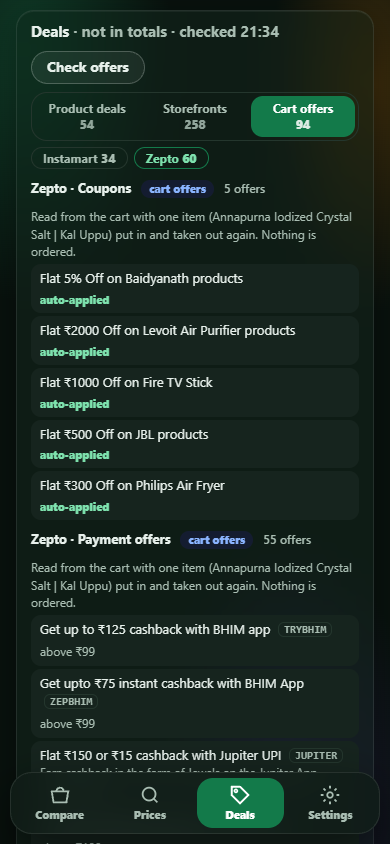 Deals · not in totals · checked 21:34
Check offers
Product deals
54
Storefronts
258
Cart offers
94
Instamart 34
Zepto 60
Zepto · Coupons cart offers 5 offers
Read from the cart with one item (Annapurna Iodized Crystal
Salt | Kal Uppu) put in and taken out again. Nothing is
ordered.
Flat 5% Off on Baidyanath products
auto-applied
Flat ₹2000 Off on Levoit Air Purifier products
auto-applied
Flat ₹1000 Off on Fire TV Stick
auto-applied
Flat ₹500 Off on JBL products
auto-applied
Flat ₹300 Off on Philips Air Fryer
auto-applied
Zepto · Payment offers cart offers 55 offers
Read from the cart with one item (Annapurna Iodized Crystal
Salt | Kal Uppu) put in and taken out again. Nothing is
ordered.
Get up to ₹125 cashback with BHIM app TRYBHIM
above ₹99
Get upto ₹75 instant cashback with BHIM App
ZEPBHIM
above ₹99
Flat ₹150 or ₹15 cashback with Jupiter UPI JUPITER
Compare
Prices
Deals
Settings